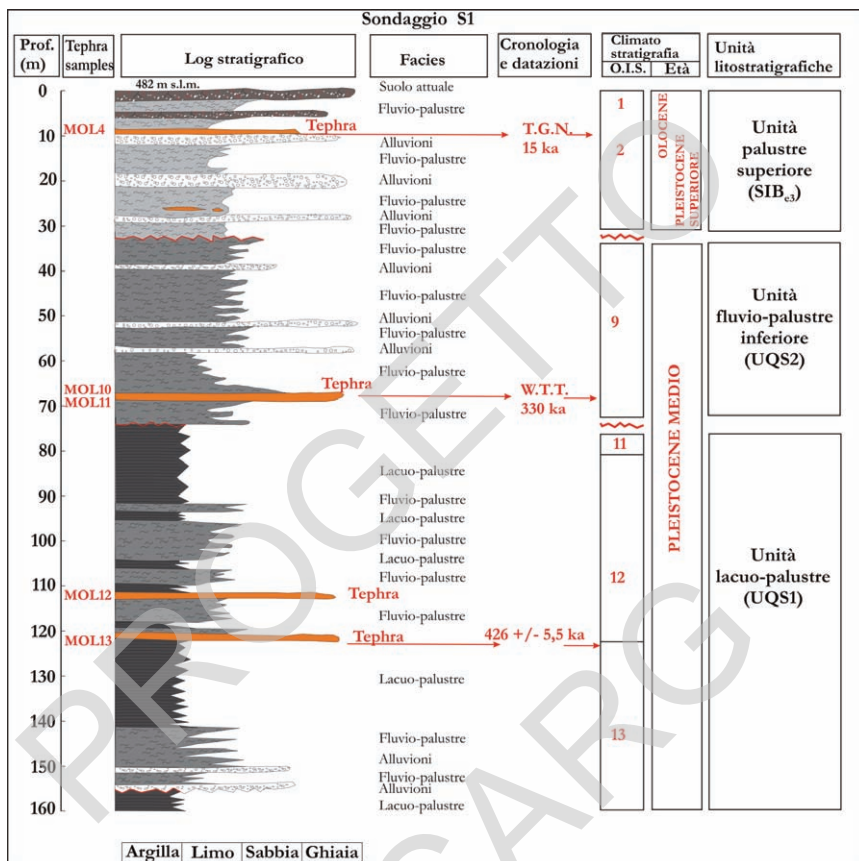 Sondaggio S1
Prof. (m)
Tephra samples
Log stratigrafico
Facies
Cronologia e datazioni
Climato stratigrafia
O.I.S.
Età
Unità litostratigrafiche
482 m s.l.m.
0
10
20
30
40
50
60
70
80
90
100
110
120
130
140
150
160
MOL4
MOL10
MOL11
MOL12
MOL13
Tephra
Tephra
Tephra
Tephra
Suolo attuale
Fluvio-palustre
Alluvioni
Fluvio-palustre
Alluvioni
Fluvio-palustre
Alluvioni
Fluvio-palustre
Fluvio-palustre
Alluvioni
Fluvio-palustre
Alluvioni
Fluvio-palustre
Alluvioni
Fluvio-palustre
Fluvio-palustre
Lacuo-palustre
Fluvio-palustre
Lacuo-palustre
Fluvio-palustre
Lacuo-palustre
Fluvio-palustre
Fluvio-palustre
Lacuo-palustre
Fluvio-palustre
Alluvioni
Fluvio-palustre
Alluvioni
Lacuo-palustre
T.G.N.
15 ka
W.T.T.
330 ka
426 +/- 5,5 ka
1
2
9
11
12
13
OLOCENE
PLEISTOCENE
SUPERIORE
PLEISTOCENE MEDIO
Unità
palustre
superiore
(SIBe3)
Unità
fluvio-palustre
inferiore
(UQS2)
Unità
lacuo-palustre
(UQS1)
Argilla
Limo
Sabbia
Ghiaia
PROGETTO
CARG